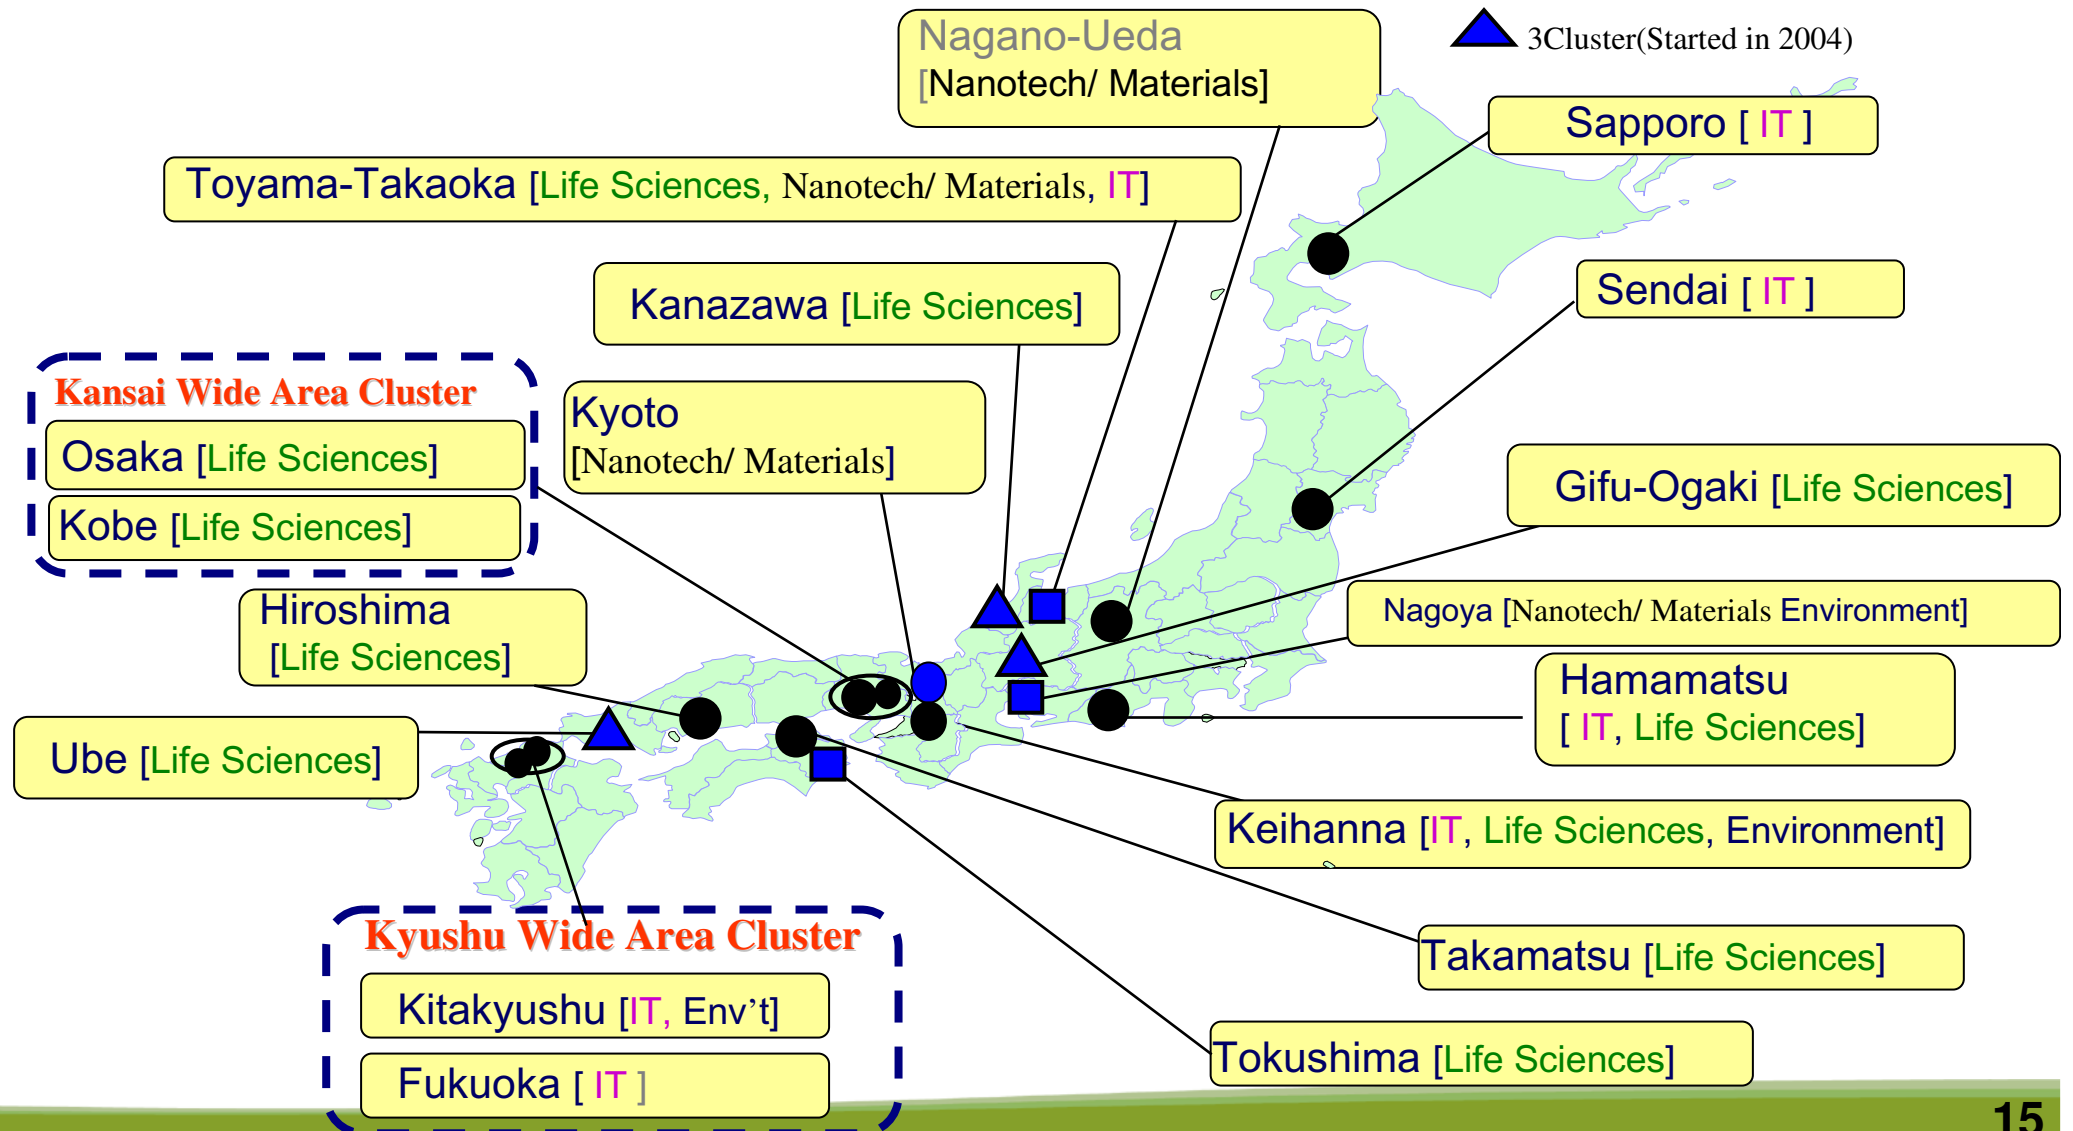 Nagano-Ueda
[Nanotech/ Materials]
3Cluster(Started in 2004)
Sapporo [ IT ]
Toyama-Takaoka [Life Sciences, Nanotech/ Materials, IT]
Kanazawa [Life Sciences]
Sendai [ IT ]
Kansai Wide Area Cluster
Osaka [Life Sciences]
Kobe [Life Sciences]
Kyoto
[Nanotech/ Materials]
Gifu-Ogaki [Life Sciences]
Nagoya [Nanotech/ Materials Environment]
Hiroshima
[Life Sciences]
Hamamatsu
[ IT, Life Sciences]
Ube [Life Sciences]
Keihanna [IT, Life Sciences, Environment]
Kyushu Wide Area Cluster
Kitakyushu [IT, Env’t]
Fukuoka [ IT ]
Takamatsu [Life Sciences]
Tokushima [Life Sciences]
15